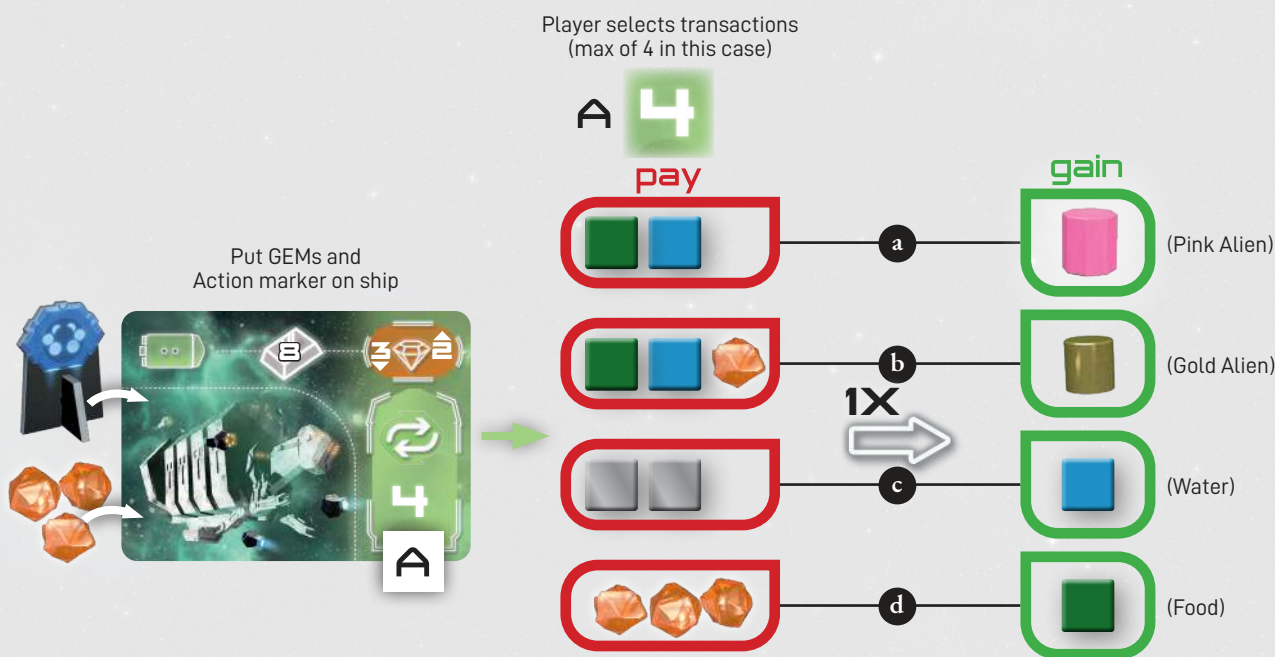 Player selects transactions
(max of 4 in this case)
A 4
pay
gain
a
(Pink Alien)
Put GEMs and
Action marker on ship
8
3 2
b
(Gold Alien)
1X
4
c
(Water)
A
d
(Food)